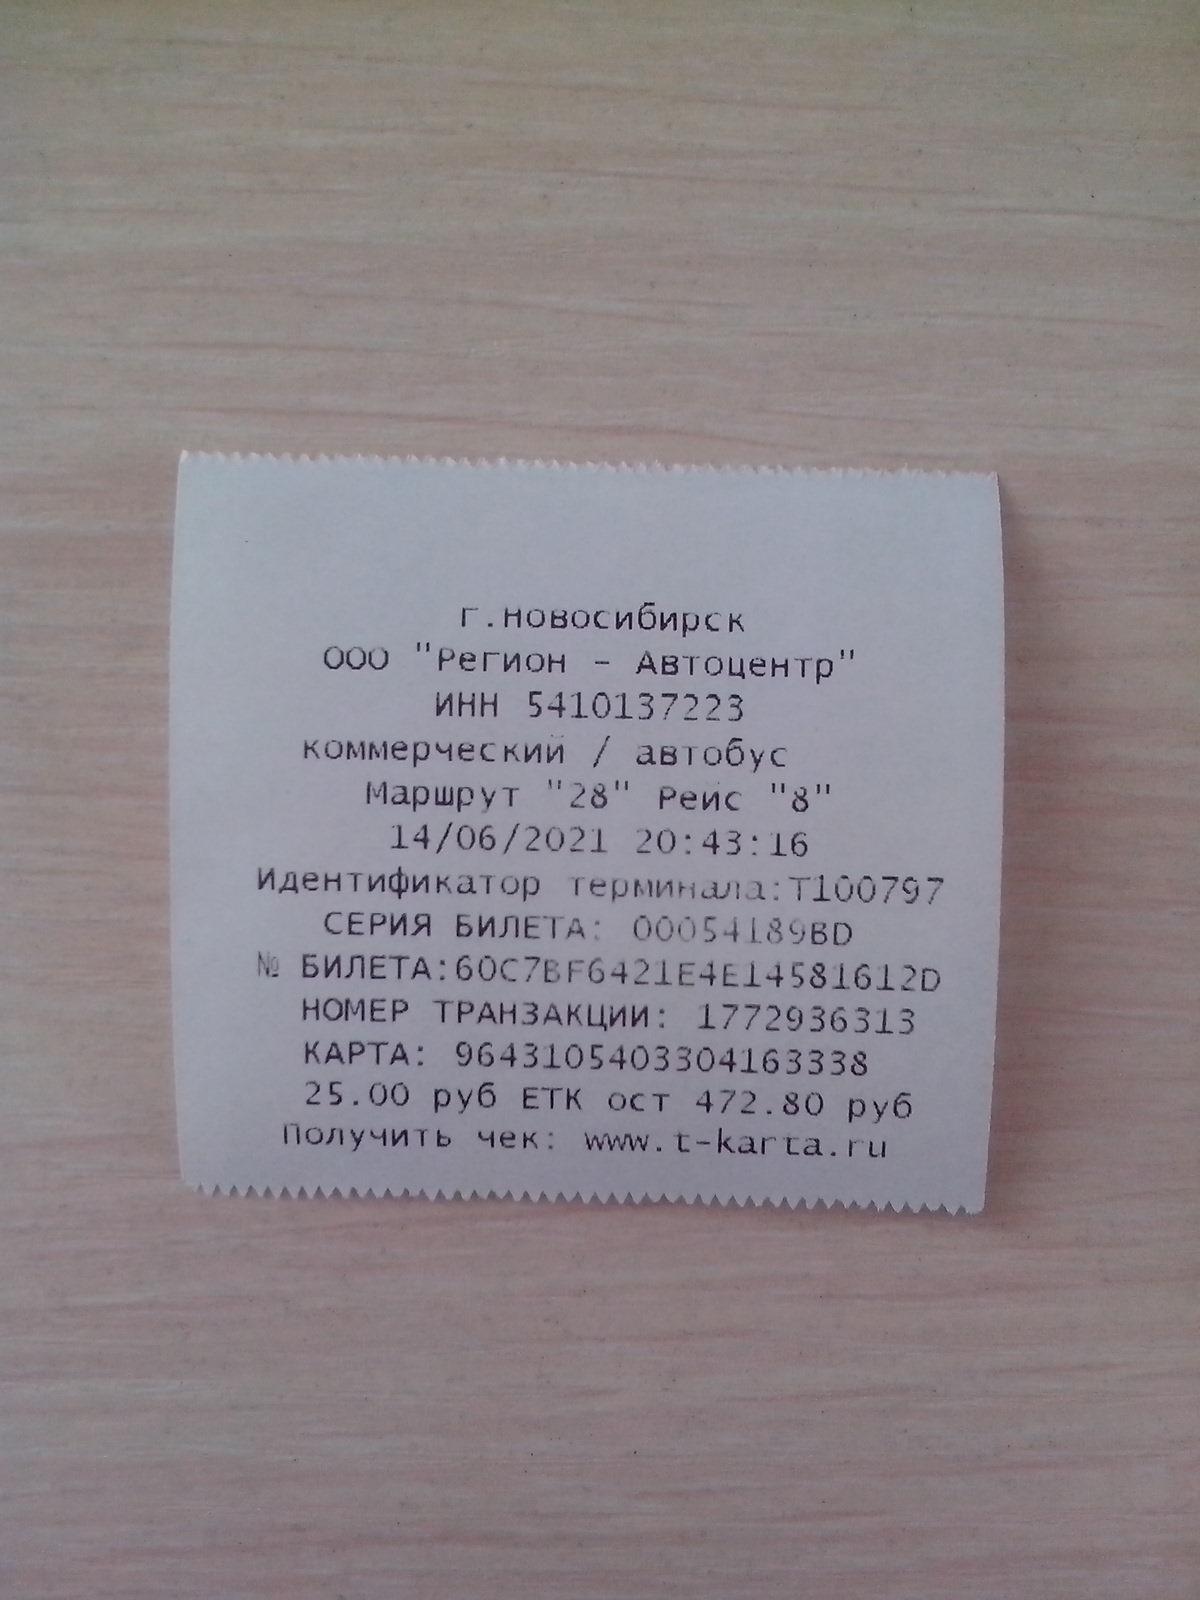 г.Новосибирск
ООО "Регион - Автоцентр"
ИНН 5410137223
коммерческий / автобус
Маршрут "28" Рейс "8"
14/06/2021 20:43:16
Идентификатор терминала:T100797
СЕРИЯ БИЛЕТА: 00054189BD
№ БИЛЕТА:60C7BF6421E4E14581612D
НОМЕР ТРАНЗАКЦИИ: 1772936313
КАРТА: 9643105403304163338
25.00 руб ЕТК ост 472.80 руб
Получить чек: www.t-karta.ru